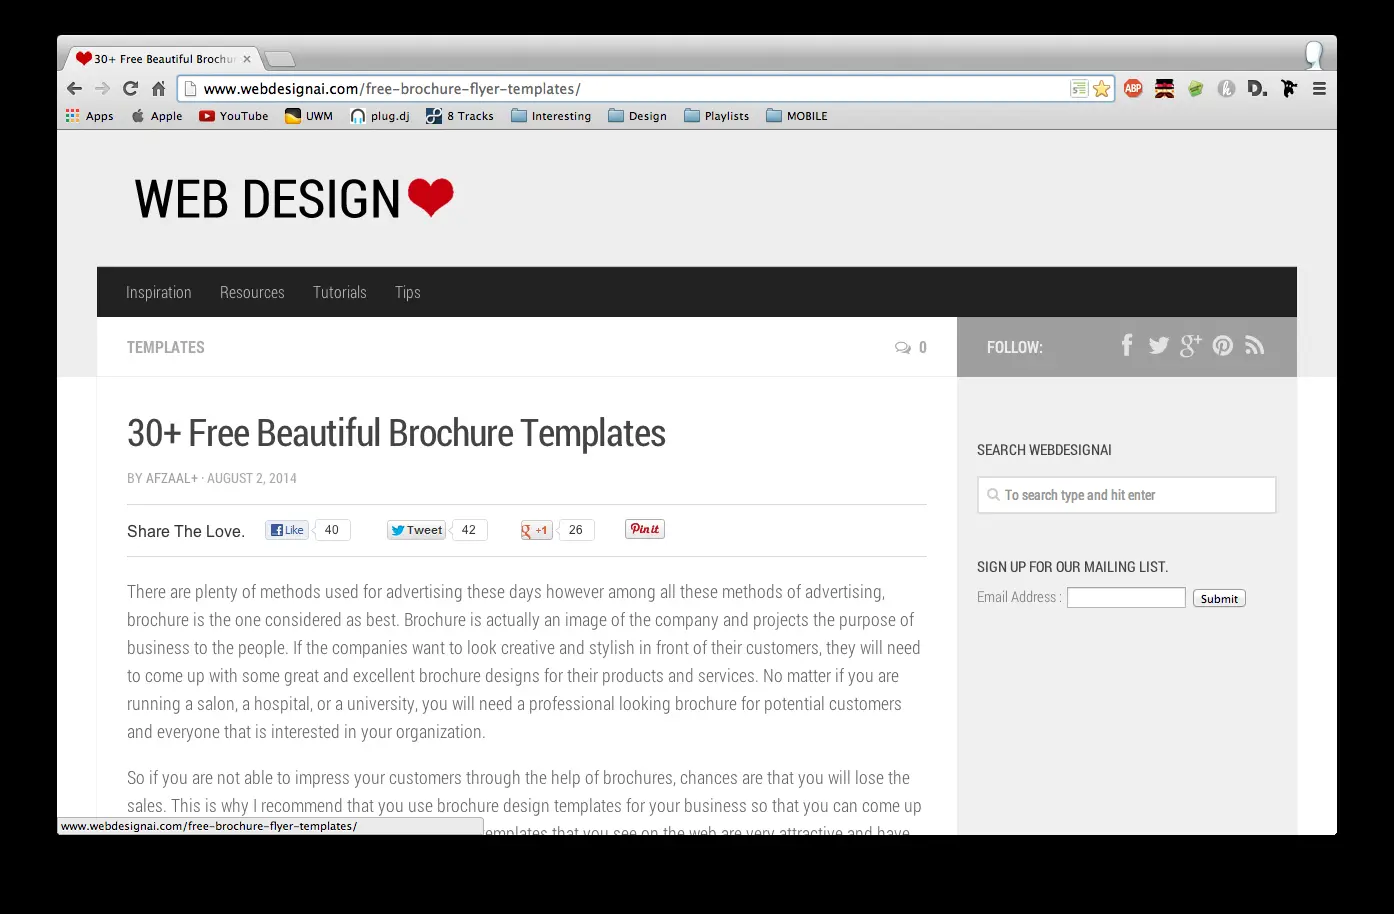 30+ Free Beautiful Brochu
www.webdesignai.com/free-brochure-flyer-templates/
ABP
D.
Apps Apple YouTube UWM plug.dj 8 Tracks Interesting Design Playlists MOBILE
WEB DESIGN
Inspiration Resources Tutorials Tips
TEMPLATES 0
FOLLOW:
30+ Free Beautiful Brochure Templates
BY AFZAAL+ · AUGUST 2, 2014
Share The Love. Like 40 Tweet 42 g +1 26 Pin it
There are plenty of methods used for advertising these days however among all these methods of advertising,
brochure is the one considered as best. Brochure is actually an image of the company and projects the purpose of
business to the people. If the companies want to look creative and stylish in front of their customers, they will need
to come up with some great and excellent brochure designs for their products and services. No matter if you are
running a salon, a hospital, or a university, you will need a professional looking brochure for potential customers
and everyone that is interested in your organization.
So if you are not able to impress your customers through the help of brochures, chances are that you will lose the
sales. This is why I recommend that you use brochure design templates for your business so that you can come up
emplates that you see on the web are very attractive and have
www.webdesignai.com/free-brochure-flyer-templates/
SEARCH WEBDESIGNAI
To search type and hit enter
SIGN UP FOR OUR MAILING LIST.
Email Address : Submit